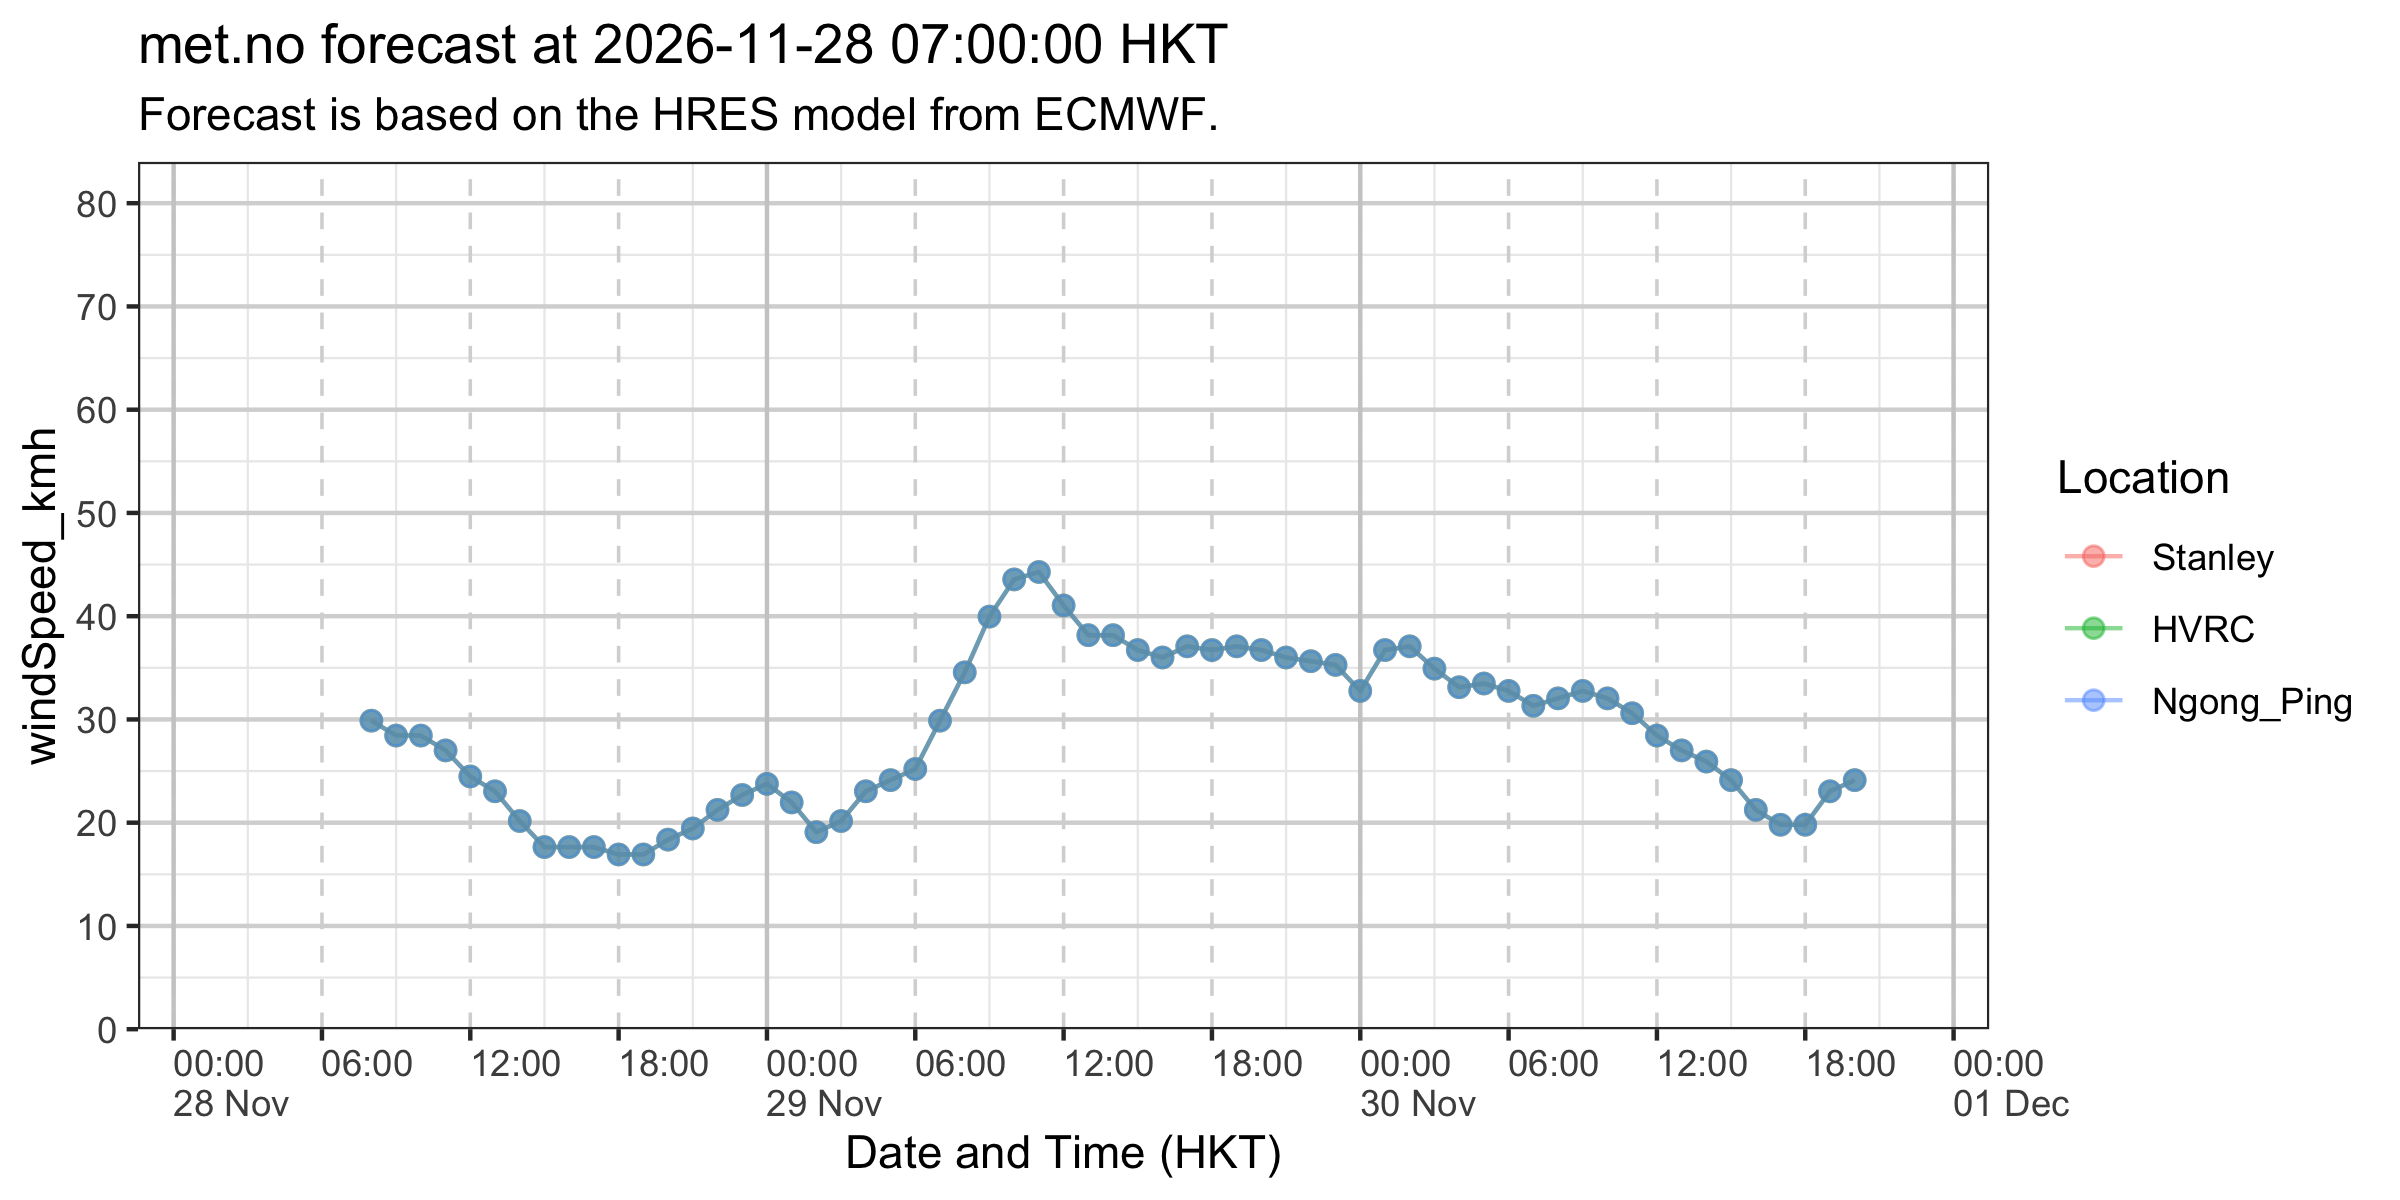 met.no forecast at 2026-11-28 07:00:00 HKT
Forecast is based on the HRES model from ECMWF.
windSpeed_kmh
80
70
60
50
40
30
20
10
0
00:00 06:00 12:00 18:00 00:00 06:00 12:00 18:00 00:00 06:00 12:00 18:00 00:00
28 Nov 29 Nov 30 Nov 01 Dec
Date and Time (HKT)
Location
Stanley
HVRC
Ngong_Ping